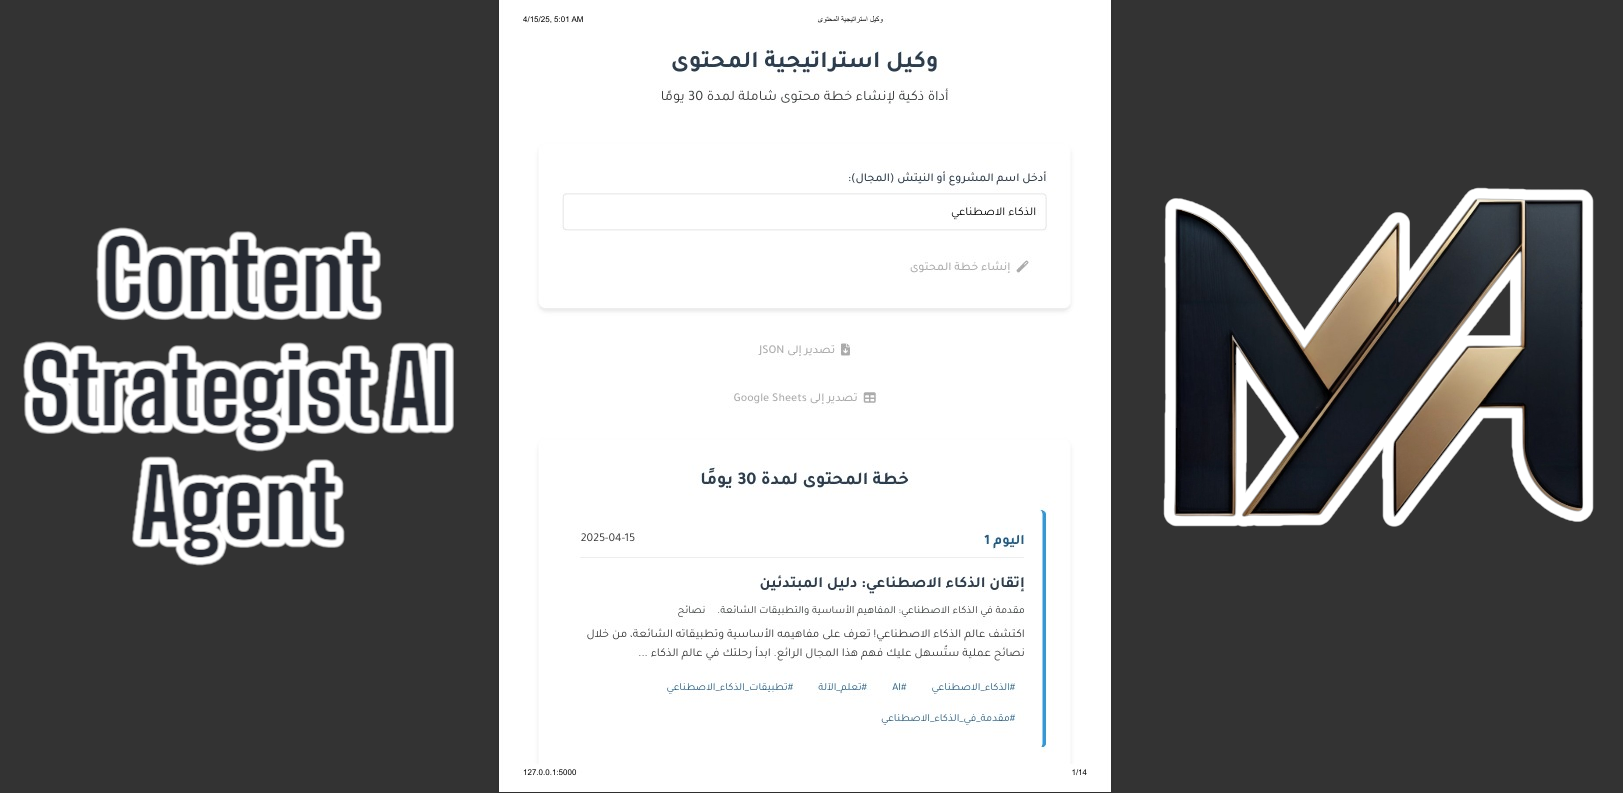 Content
Strategist AI
Agent
4/15/25, 5:01 AM
وكيل استراتيجية المحتوى
وكيل استراتيجية المحتوى
أداة ذكية لإنشاء خطة محتوى شاملة لمدة 30 يومًا
أدخل اسم المشروع أو النيتش (المجال):
الذكاء الاصطناعي
إنشاء خطة المحتوى
تصدير إلى JSON
تصدير إلى Google Sheets
خطة المحتوى لمدة 30 يومًا
اليوم 1
2025-04-15
إتقان الذكاء الاصطناعي: دليل المبتدئين
مقدمة في الذكاء الاصطناعي: المفاهيم الأساسية والتطبيقات الشائعة. نصائح
اكتشف عالم الذكاء الاصطناعي! تعرف على مفاهيمه الأساسية وتطبيقاته الشائعة، من خلال
نصائح عملية ستُسهل عليك فهم هذا المجال الرائع. ابدأ رحلتك في عالم الذكاء ...
#الذكاء_الاصطناعي #AI #تعلم_الآلة #تطبيقات_الذكاء_الاصطناعي
#مقدمة_في_الذكاء_الاصطناعي
127.0.0.1:5000
1/14
MA